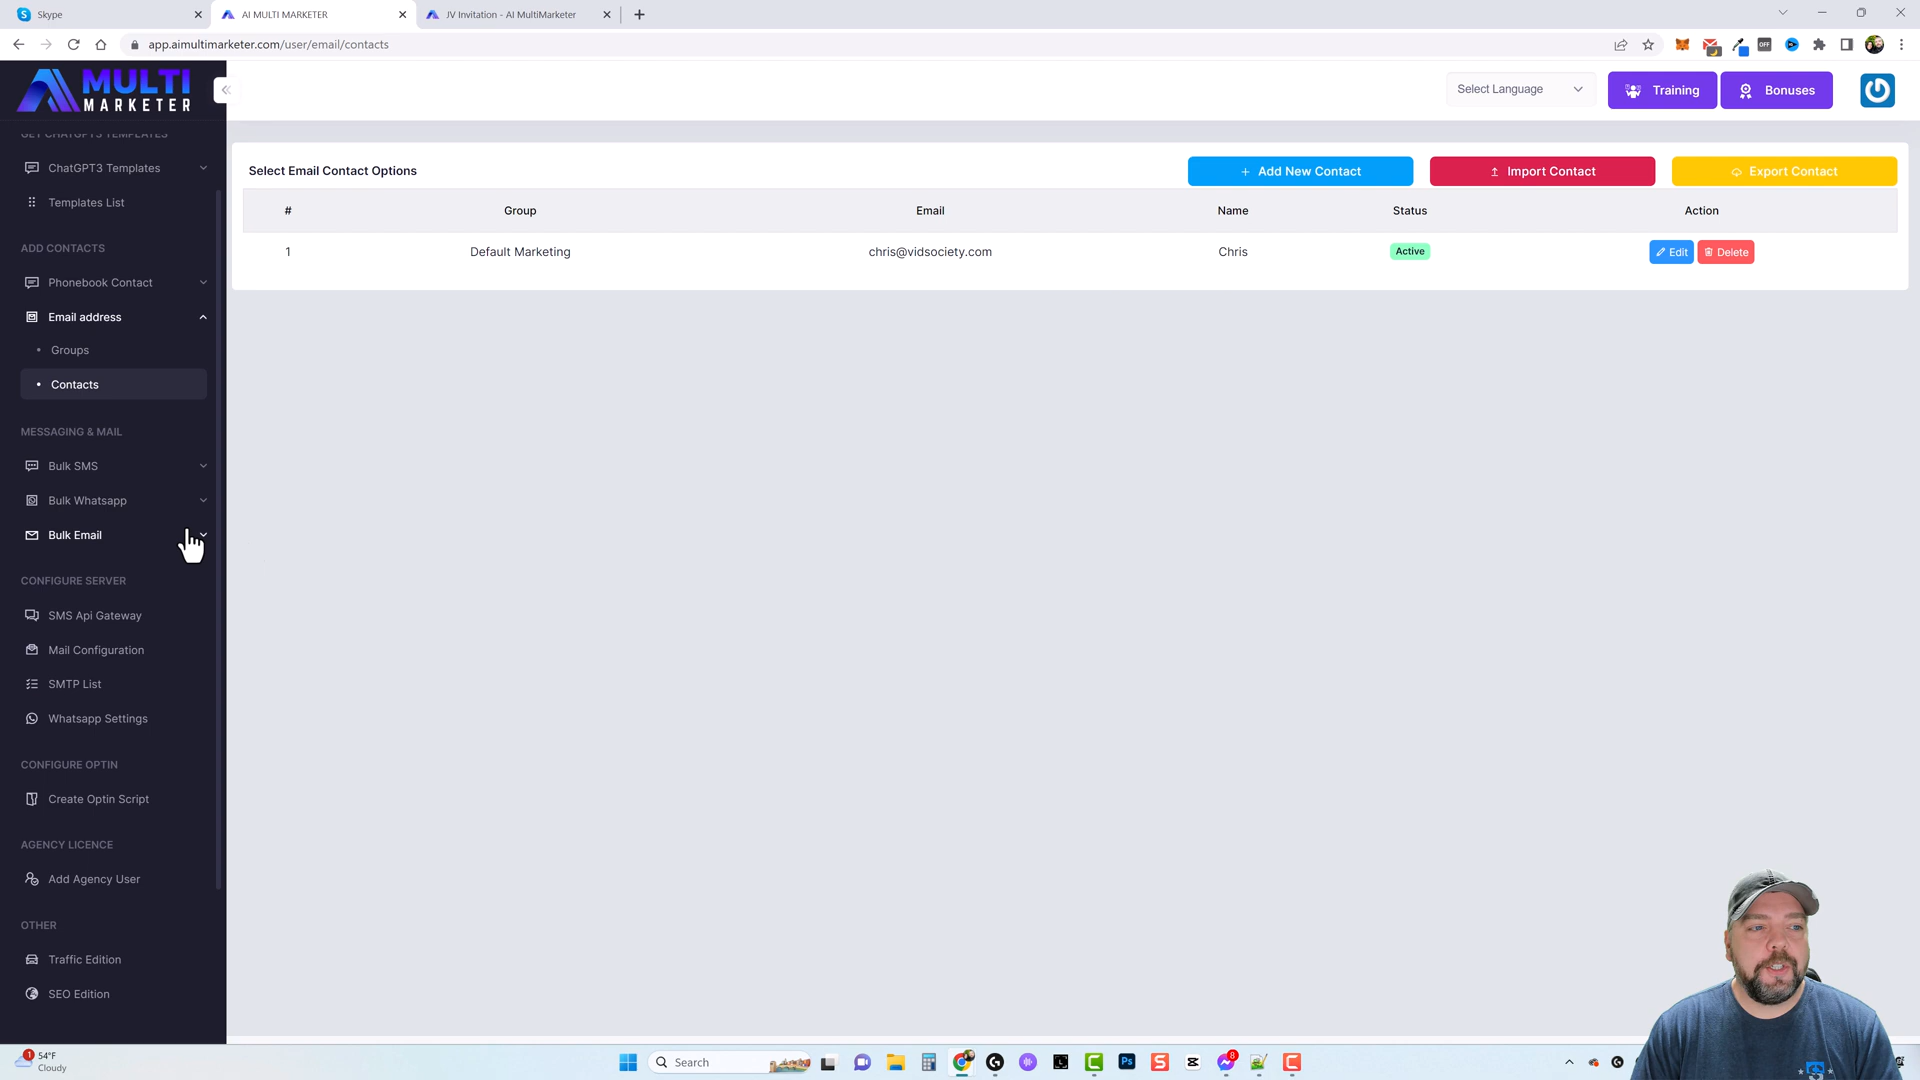 Skype
AI MULTI MARKETER
JV Invitation - AI MultiMarketer
app.aimultimarketer.com/user/email/contacts
OFF
MULTI
MARKETER
Select Language
Training
Bonuses
GET CHATGPT3 TEMPLATES
ChatGPT3 Templates
Templates List
ADD CONTACTS
Phonebook Contact
Email address
Groups
Contacts
MESSAGING & MAIL
Bulk SMS
Bulk Whatsapp
Bulk Email
CONFIGURE SERVER
SMS Api Gateway
Mail Configuration
SMTP List
Whatsapp Settings
CONFIGURE OPTIN
Create Optin Script
AGENCY LICENCE
Add Agency User
OTHER
Traffic Edition
SEO Edition
Select Email Contact Options
+ Add New Contact
Import Contact
Export Contact
# Group Email Name Status Action
1 Default Marketing chris@vidsociety.com Chris Active Edit Delete
1
54°F
Cloudy
Search
L
Ps
S
8
C